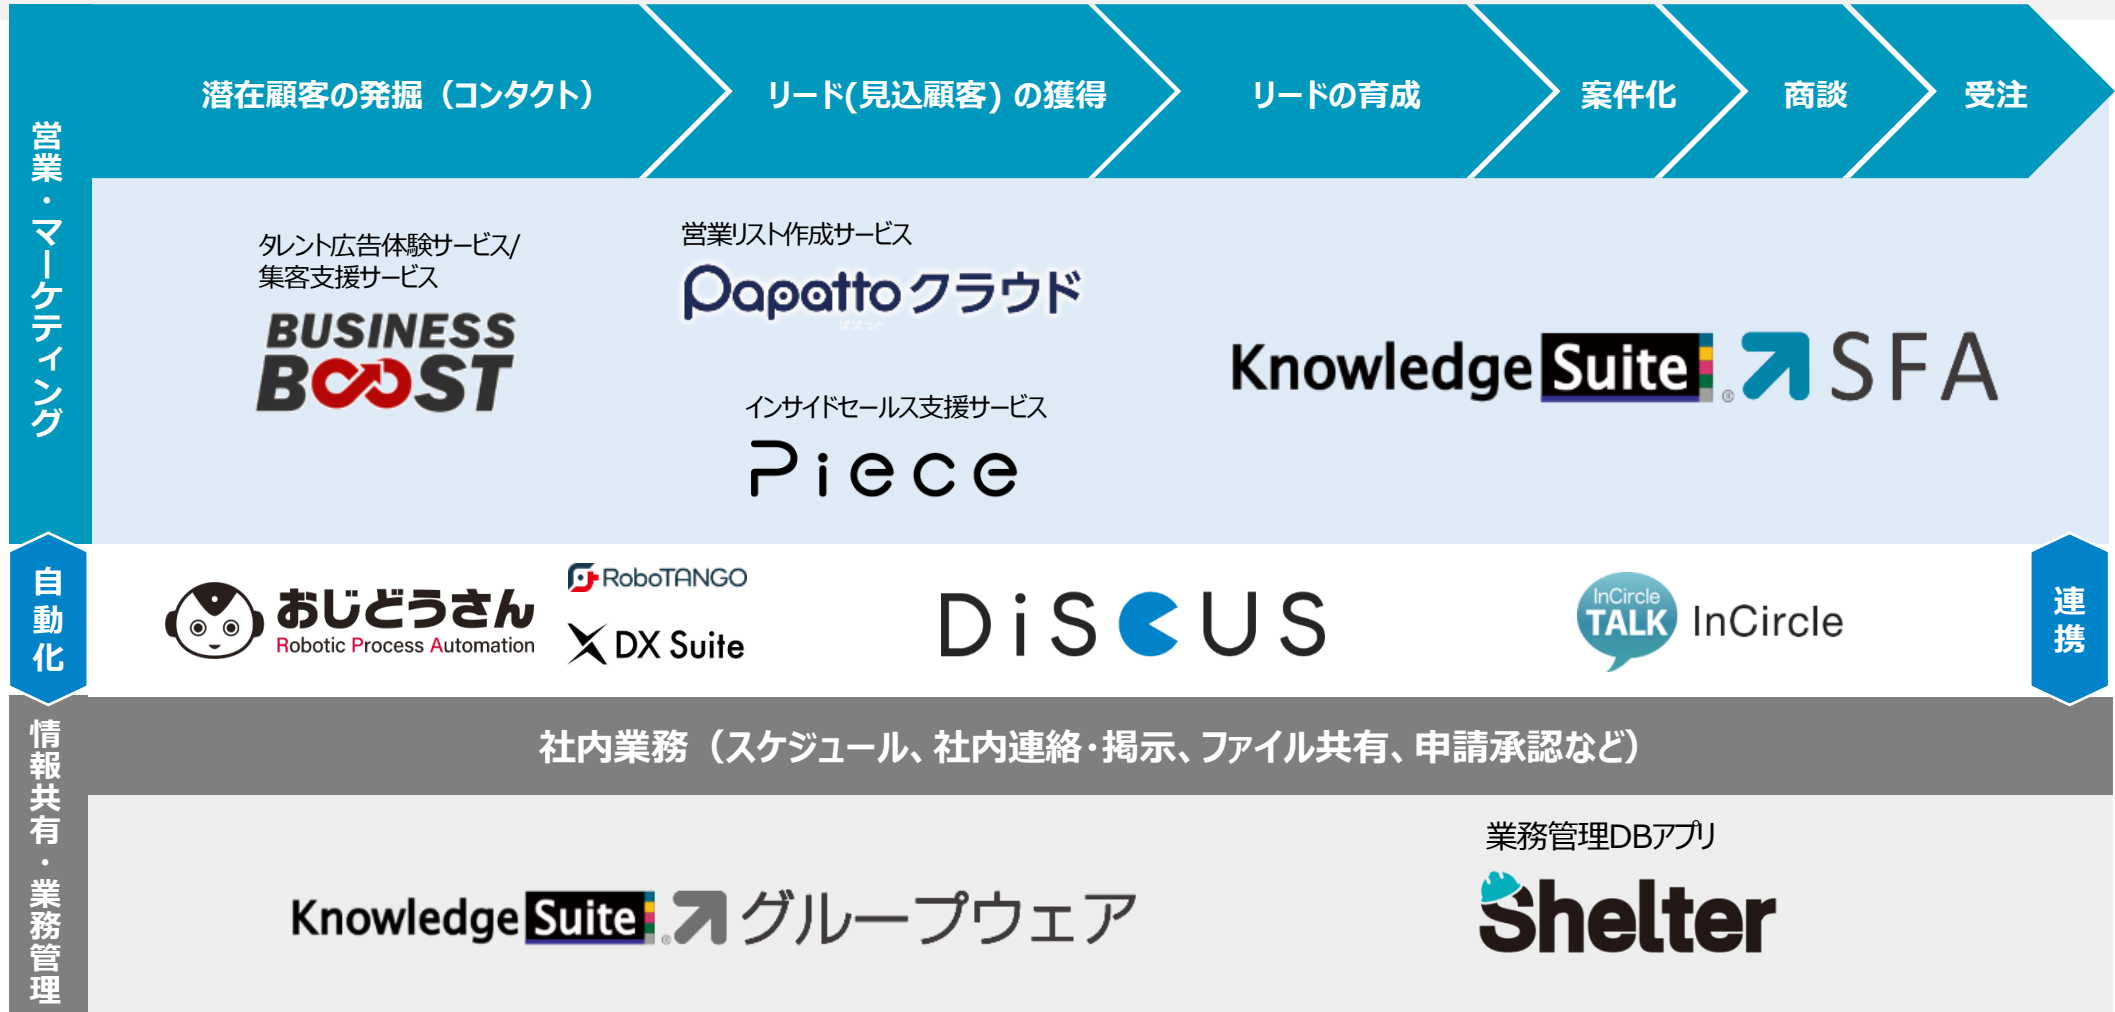 潜在顧客の発掘（コンタクト）
リード(見込顧客) の獲得
リードの育成
案件化
商談
受注
営業・マーケティング
タレント広告体験サービス/
集客支援サービス
BUSINESS
BOOST
営業リスト作成サービス
Papattoクラウド
ぱぱっと
インサイドセールス支援サービス
Piece
Knowledge Suite ® SFA
自動化
おじどうさん
Robotic Process Automation
RoboTANGO
DX Suite
DiSCUS
InCircle
TALK
InCircle
連携
情報共有・業務管理
社内業務（スケジュール、社内連絡・掲示、ファイル共有、申請承認など）
Knowledge Suite ® グループウェア
業務管理DBアプリ
Shelter